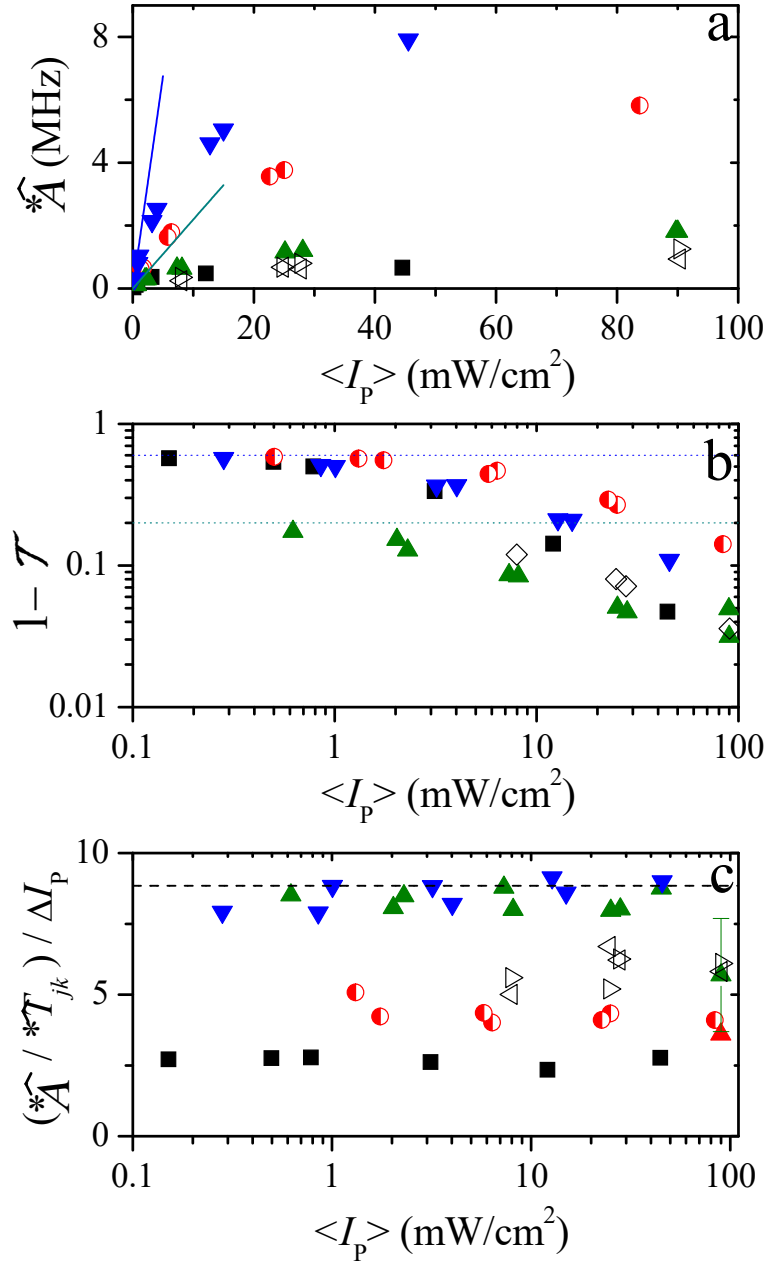 a
8
4
0
*Â (MHz)
0 20 40 60 80 100
<I_P> (mW/cm²)
b
1
0.1
0.01
1– 𝒯
0.1 1 10 100
<I_P> (mW/cm²)
c
10
5
0
(*Â / *T̂_jk) / ΔI_P
0.1 1 10 100
<I_P> (mW/cm²)